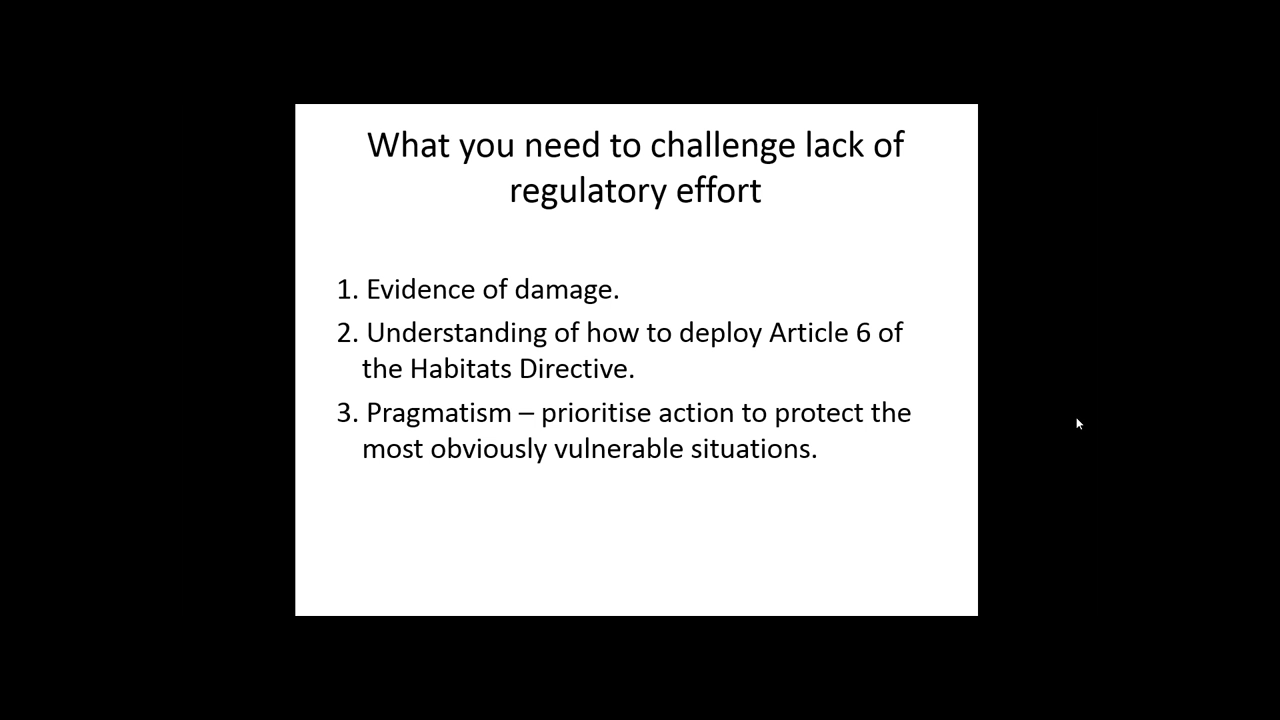 What you need to challenge lack of
regulatory effort
1. Evidence of damage.
2. Understanding of how to deploy Article 6 of
the Habitats Directive.
3. Pragmatism – prioritise action to protect the
most obviously vulnerable situations.